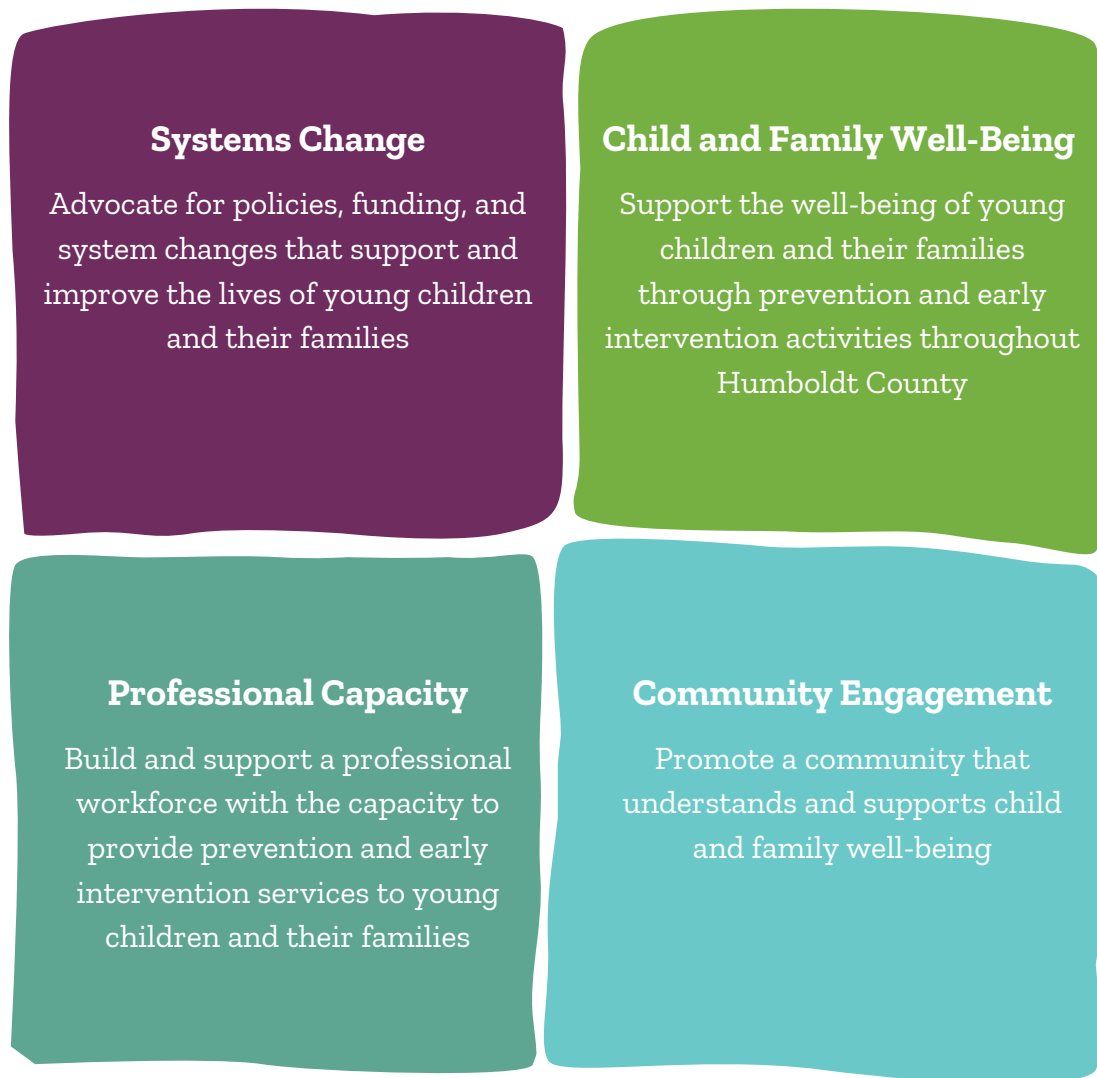 Systems Change
Advocate for policies, funding, and
system changes that support and
improve the lives of young children
and their families
Child and Family Well-Being
Support the well-being of young
children and their families
through prevention and early
intervention activities throughout
Humboldt County
Professional Capacity
Build and support a professional
workforce with the capacity to
provide prevention and early
intervention services to young
children and their families
Community Engagement
Promote a community that
understands and supports child
and family well-being